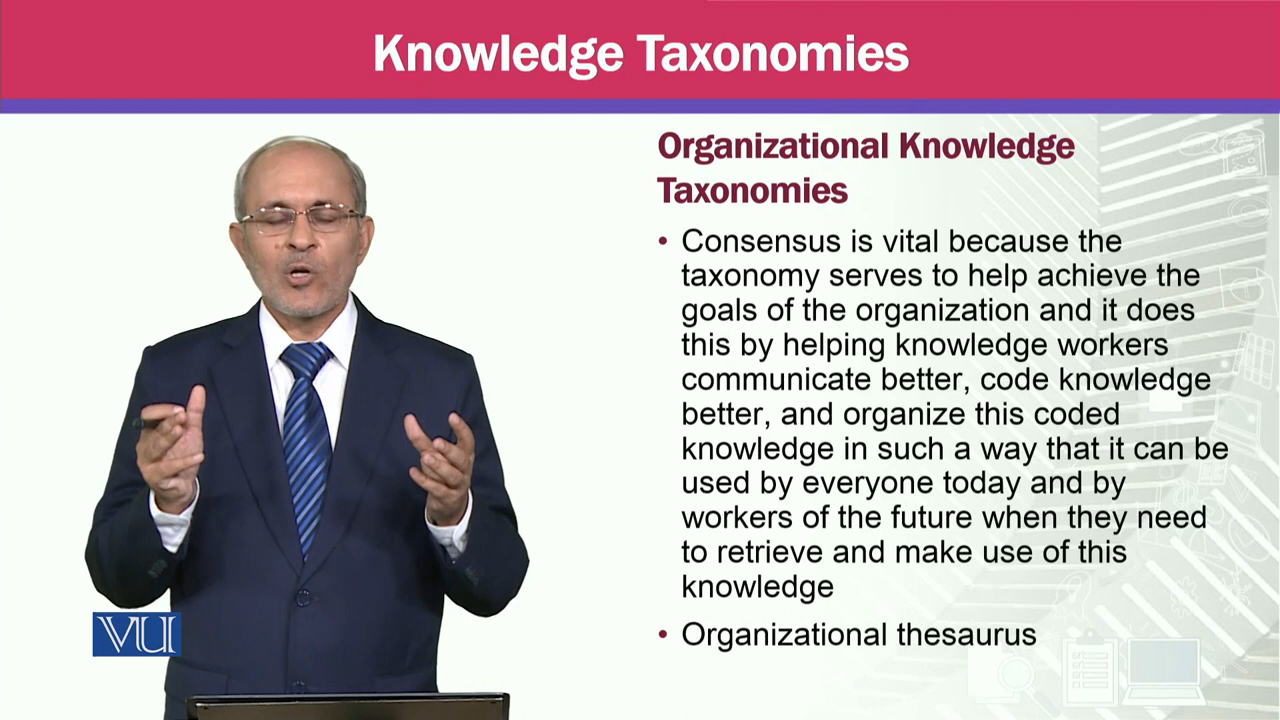 Knowledge Taxonomies
Organizational Knowledge
Taxonomies
• Consensus is vital because the
taxonomy serves to help achieve the
goals of the organization and it does
this by helping knowledge workers
communicate better, code knowledge
better, and organize this coded
knowledge in such a way that it can be
used by everyone today and by
workers of the future when they need
to retrieve and make use of this
knowledge
• Organizational thesaurus
VU